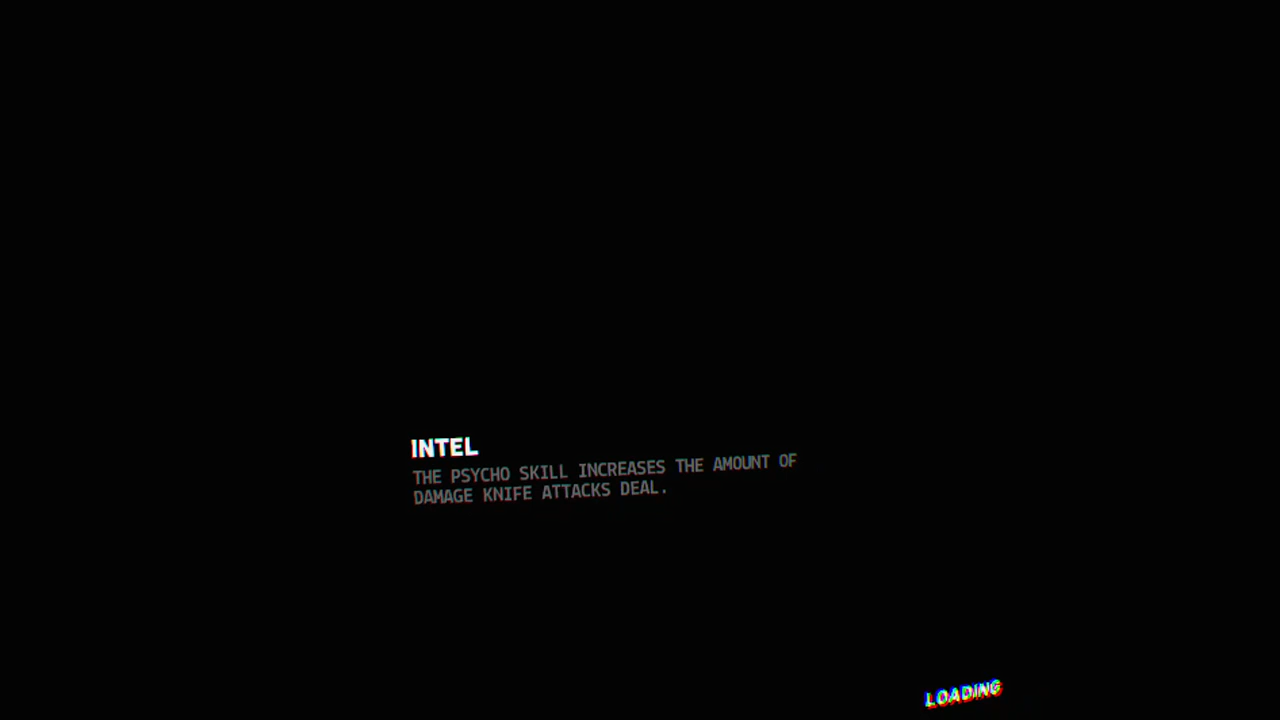 INTEL
THE PSYCHO SKILL INCREASES THE AMOUNT OF
DAMAGE KNIFE ATTACKS DEAL.
LOADING